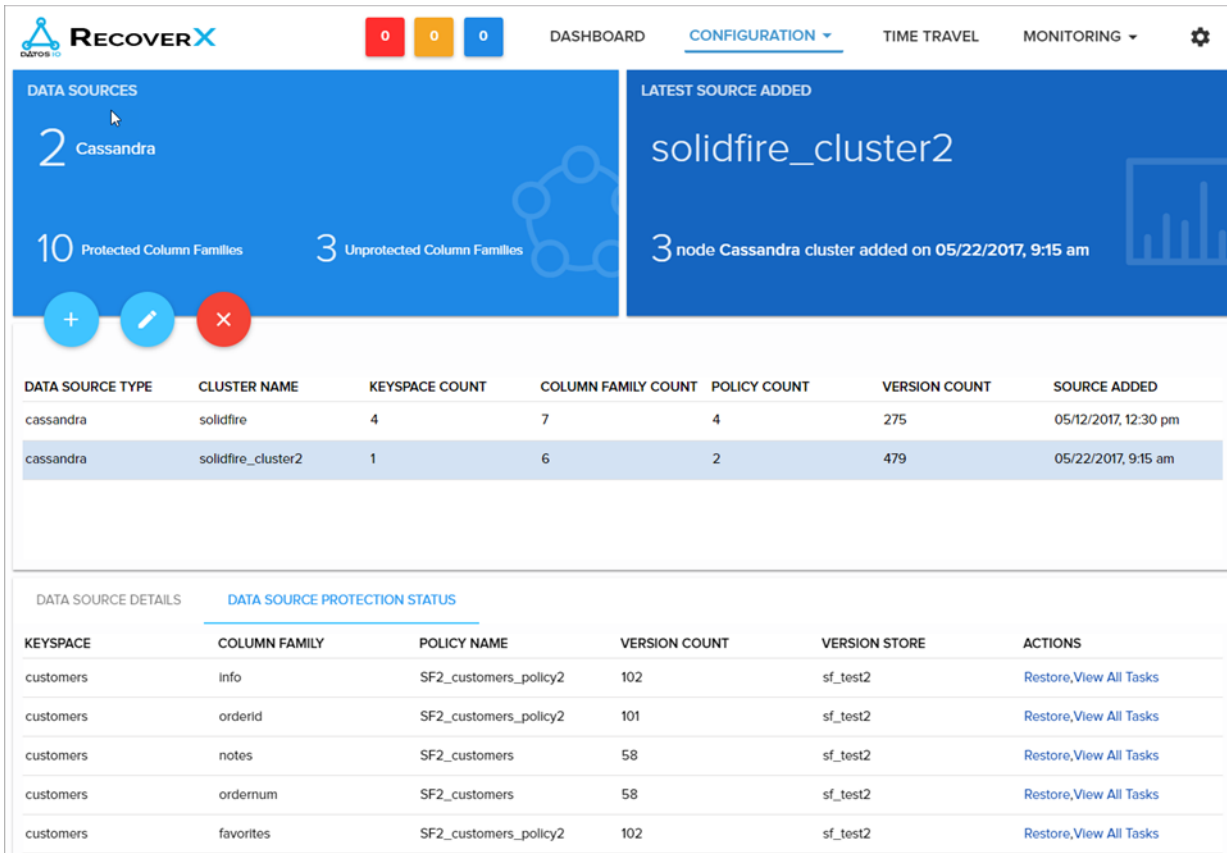 DATOS IO RECOVERX 0 0 0 DASHBOARD CONFIGURATION TIME TRAVEL MONITORING
DATA SOURCES
2 Cassandra
10 Protected Column Families 3 Unprotected Column Families
LATEST SOURCE ADDED
solidfire_cluster2
3 node Cassandra cluster added on 05/22/2017, 9:15 am
DATA SOURCE TYPE CLUSTER NAME KEYSPACE COUNT COLUMN FAMILY COUNT POLICY COUNT VERSION COUNT SOURCE ADDED
cassandra solidfire 4 7 4 275 05/12/2017, 12:30 pm
cassandra solidfire_cluster2 1 6 2 479 05/22/2017, 9:15 am
DATA SOURCE DETAILS DATA SOURCE PROTECTION STATUS
KEYSPACE COLUMN FAMILY POLICY NAME VERSION COUNT VERSION STORE ACTIONS
customers info SF2_customers_policy2 102 sf_test2 Restore,View All Tasks
customers orderid SF2_customers_policy2 101 sf_test2 Restore,View All Tasks
customers notes SF2_customers 58 sf_test2 Restore,View All Tasks
customers ordernum SF2_customers 58 sf_test2 Restore,View All Tasks
customers favorites SF2_customers_policy2 102 sf_test2 Restore,View All Tasks